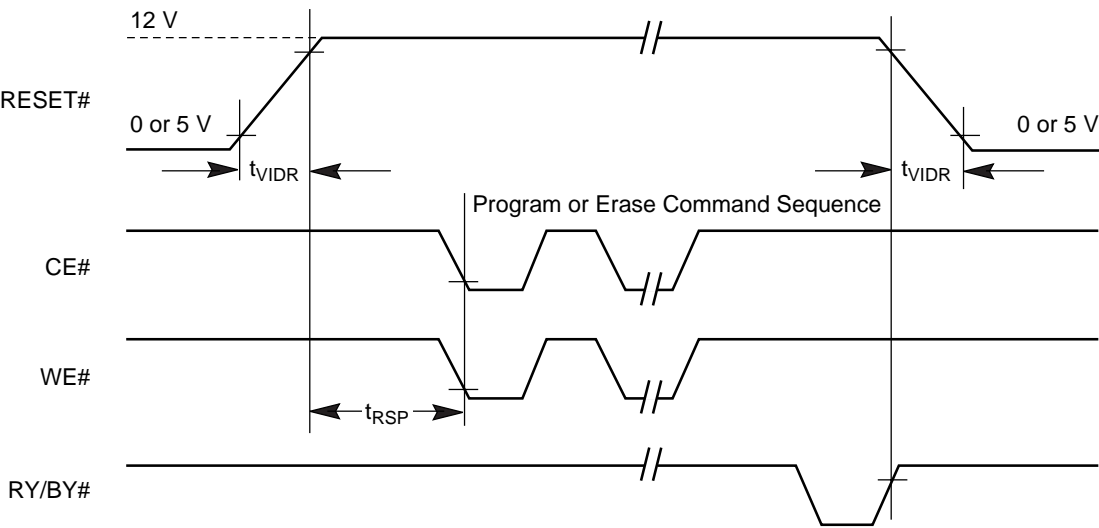 12 V
RESET#
0 or 5 V
0 or 5 V
tVIDR
tVIDR
Program or Erase Command Sequence
CE#
WE#
tRSP
RY/BY#